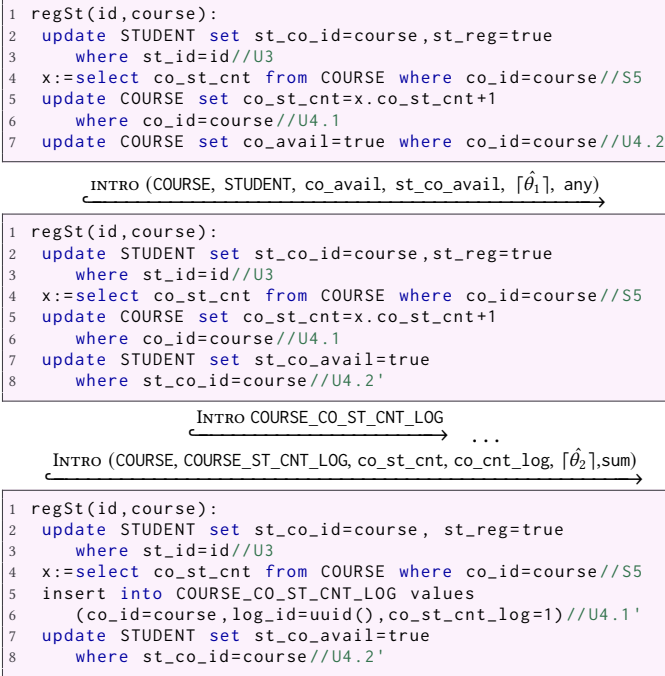 1 regSt(id,course):
2 update STUDENT set st_co_id=course,st_reg=true
3 where st_id=id//U3
4 x:=select co_st_cnt from COURSE where co_id=course//S5
5 update COURSE set co_st_cnt=x.co_st_cnt+1
6 where co_id=course//U4.1
7 update COURSE set co_avail=true where co_id=course//U4.2
INTRO (COURSE, STUDENT, co_avail, st_co_avail, ⌈θ̂₁⌉, any)
1 regSt(id,course):
2 update STUDENT set st_co_id=course,st_reg=true
3 where st_id=id//U3
4 x:=select co_st_cnt from COURSE where co_id=course//S5
5 update COURSE set co_st_cnt=x.co_st_cnt+1
6 where co_id=course//U4.1
7 update STUDENT set st_co_avail=true
8 where st_co_id=course//U4.2'
INTRO COURSE_CO_ST_CNT_LOG
...
INTRO (COURSE, COURSE_ST_CNT_LOG, co_st_cnt, co_cnt_log, ⌈θ̂₂⌉,sum)
1 regSt(id,course):
2 update STUDENT set st_co_id=course, st_reg=true
3 where st_id=id//U3
4 x:=select co_st_cnt from COURSE where co_id=course//S5
5 insert into COURSE_CO_ST_CNT_LOG values
6 (co_id=course,log_id=uuid(),co_st_cnt_log=1)//U4.1'
7 update STUDENT set st_co_avail=true
8 where st_co_id=course//U4.2'